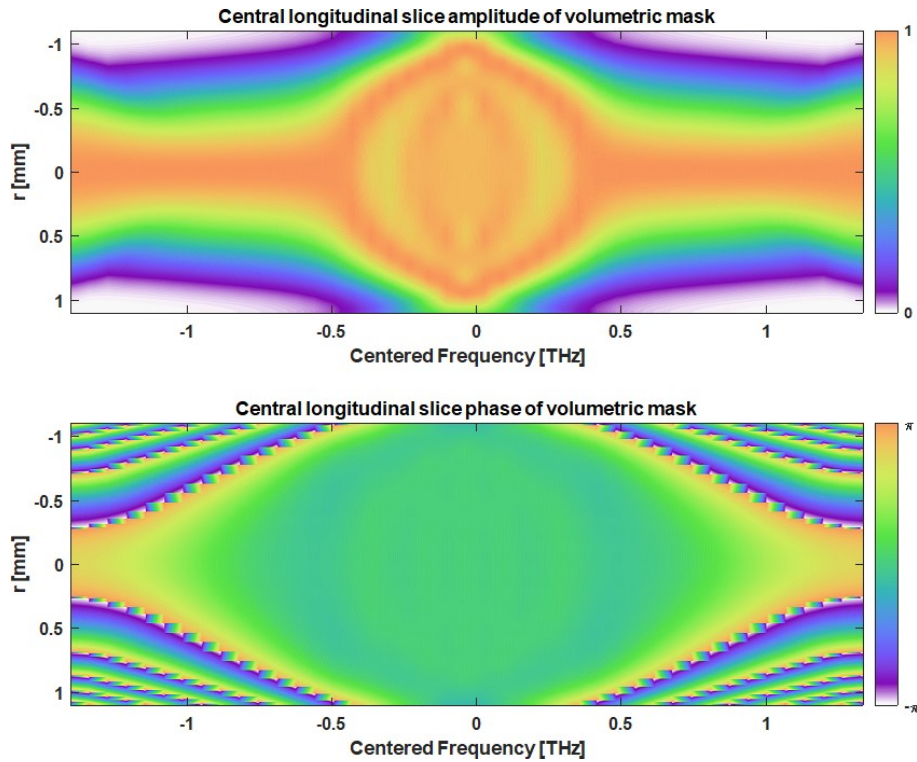 Central longitudinal slice amplitude of volumetric mask
-1
-0.5
0
0.5
1
r [mm]
-1
-0.5
0
0.5
1
Centered Frequency [THz]
1
0
Central longitudinal slice phase of volumetric mask
-1
-0.5
0
0.5
1
r [mm]
-1
-0.5
0
0.5
1
Centered Frequency [THz]
π
-π